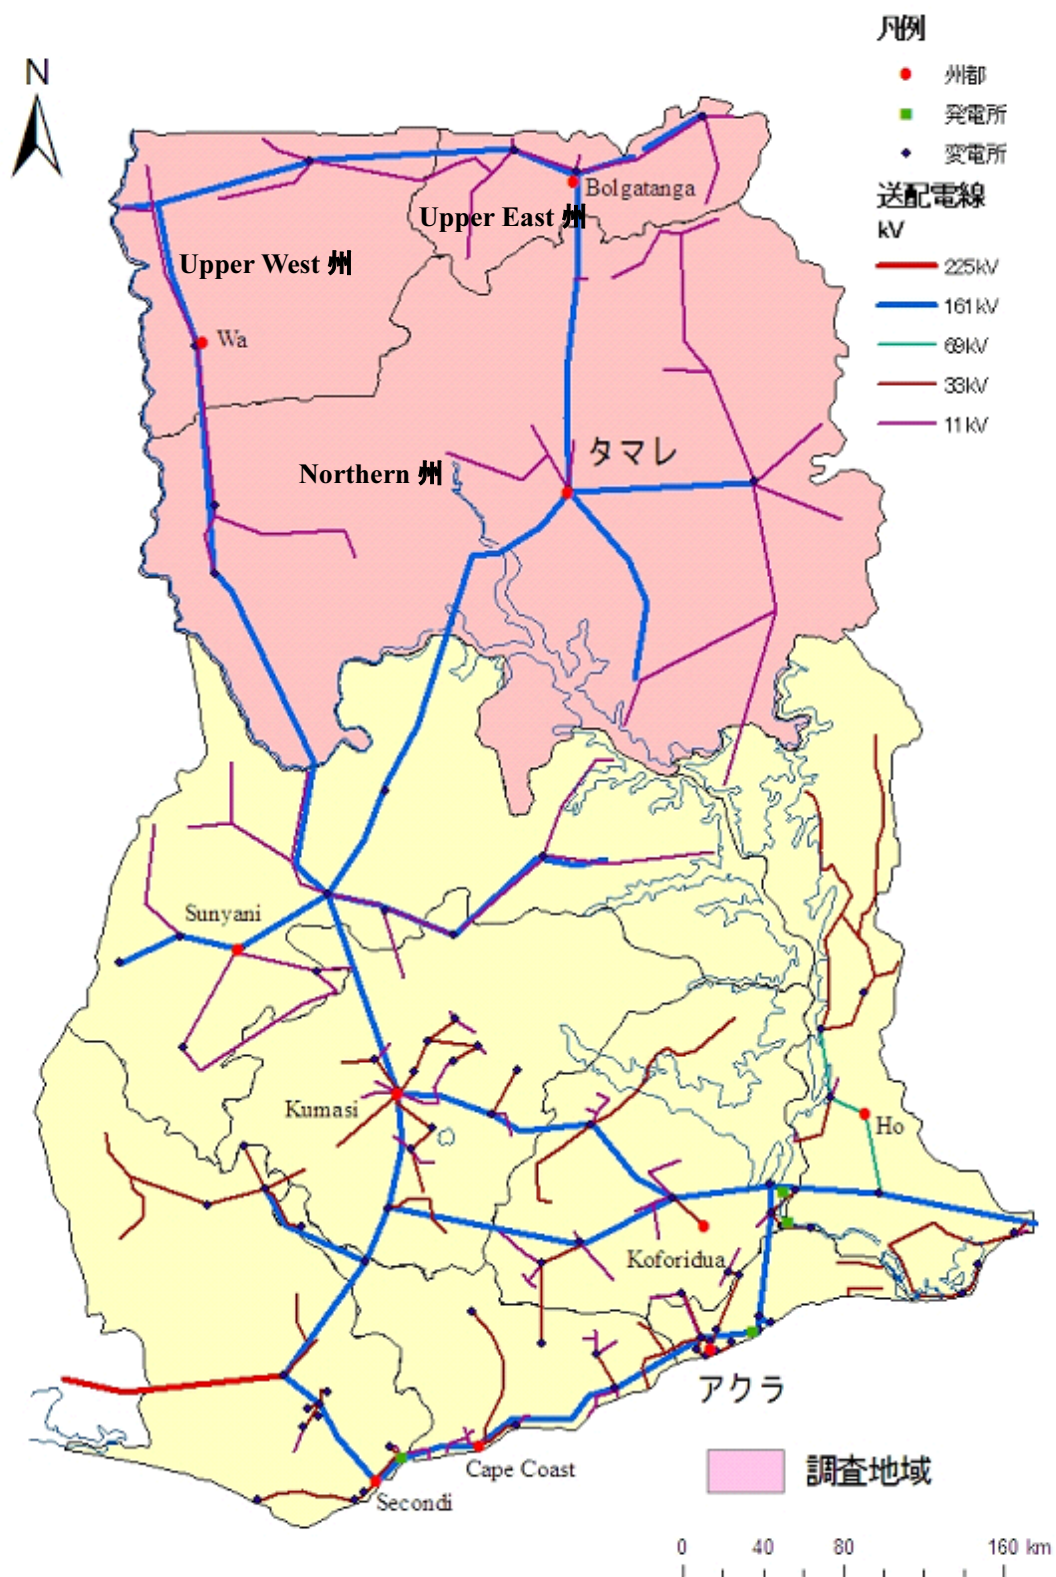 凡例
N
州都
発電所
変電所
送配電線
kV
225kV
161kV
69kV
33kV
11kV
Bolgatanga
Upper East 州
Upper West 州
Wa
タマレ
Northern 州
Sunyani
Kumasi
Ho
Koforidua
アクラ
Cape Coast
調査地域
Secondi
0 40 80 160 km